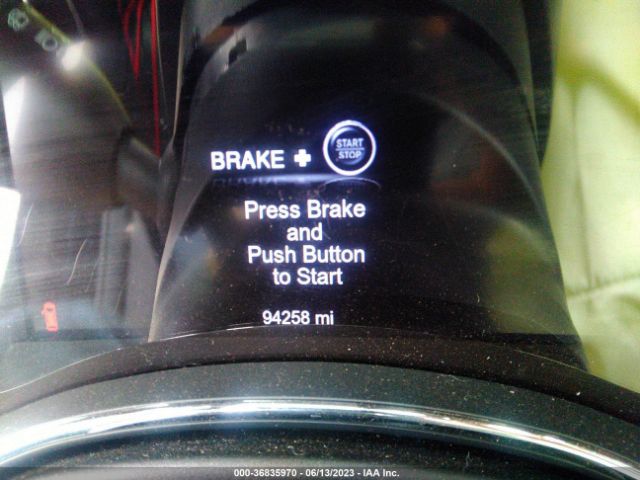 BRAKE + START
STOP
Press Brake
and
Push Button
to Start
94258 mi
000-36835970 - 06/13/2023 - IAA Inc.